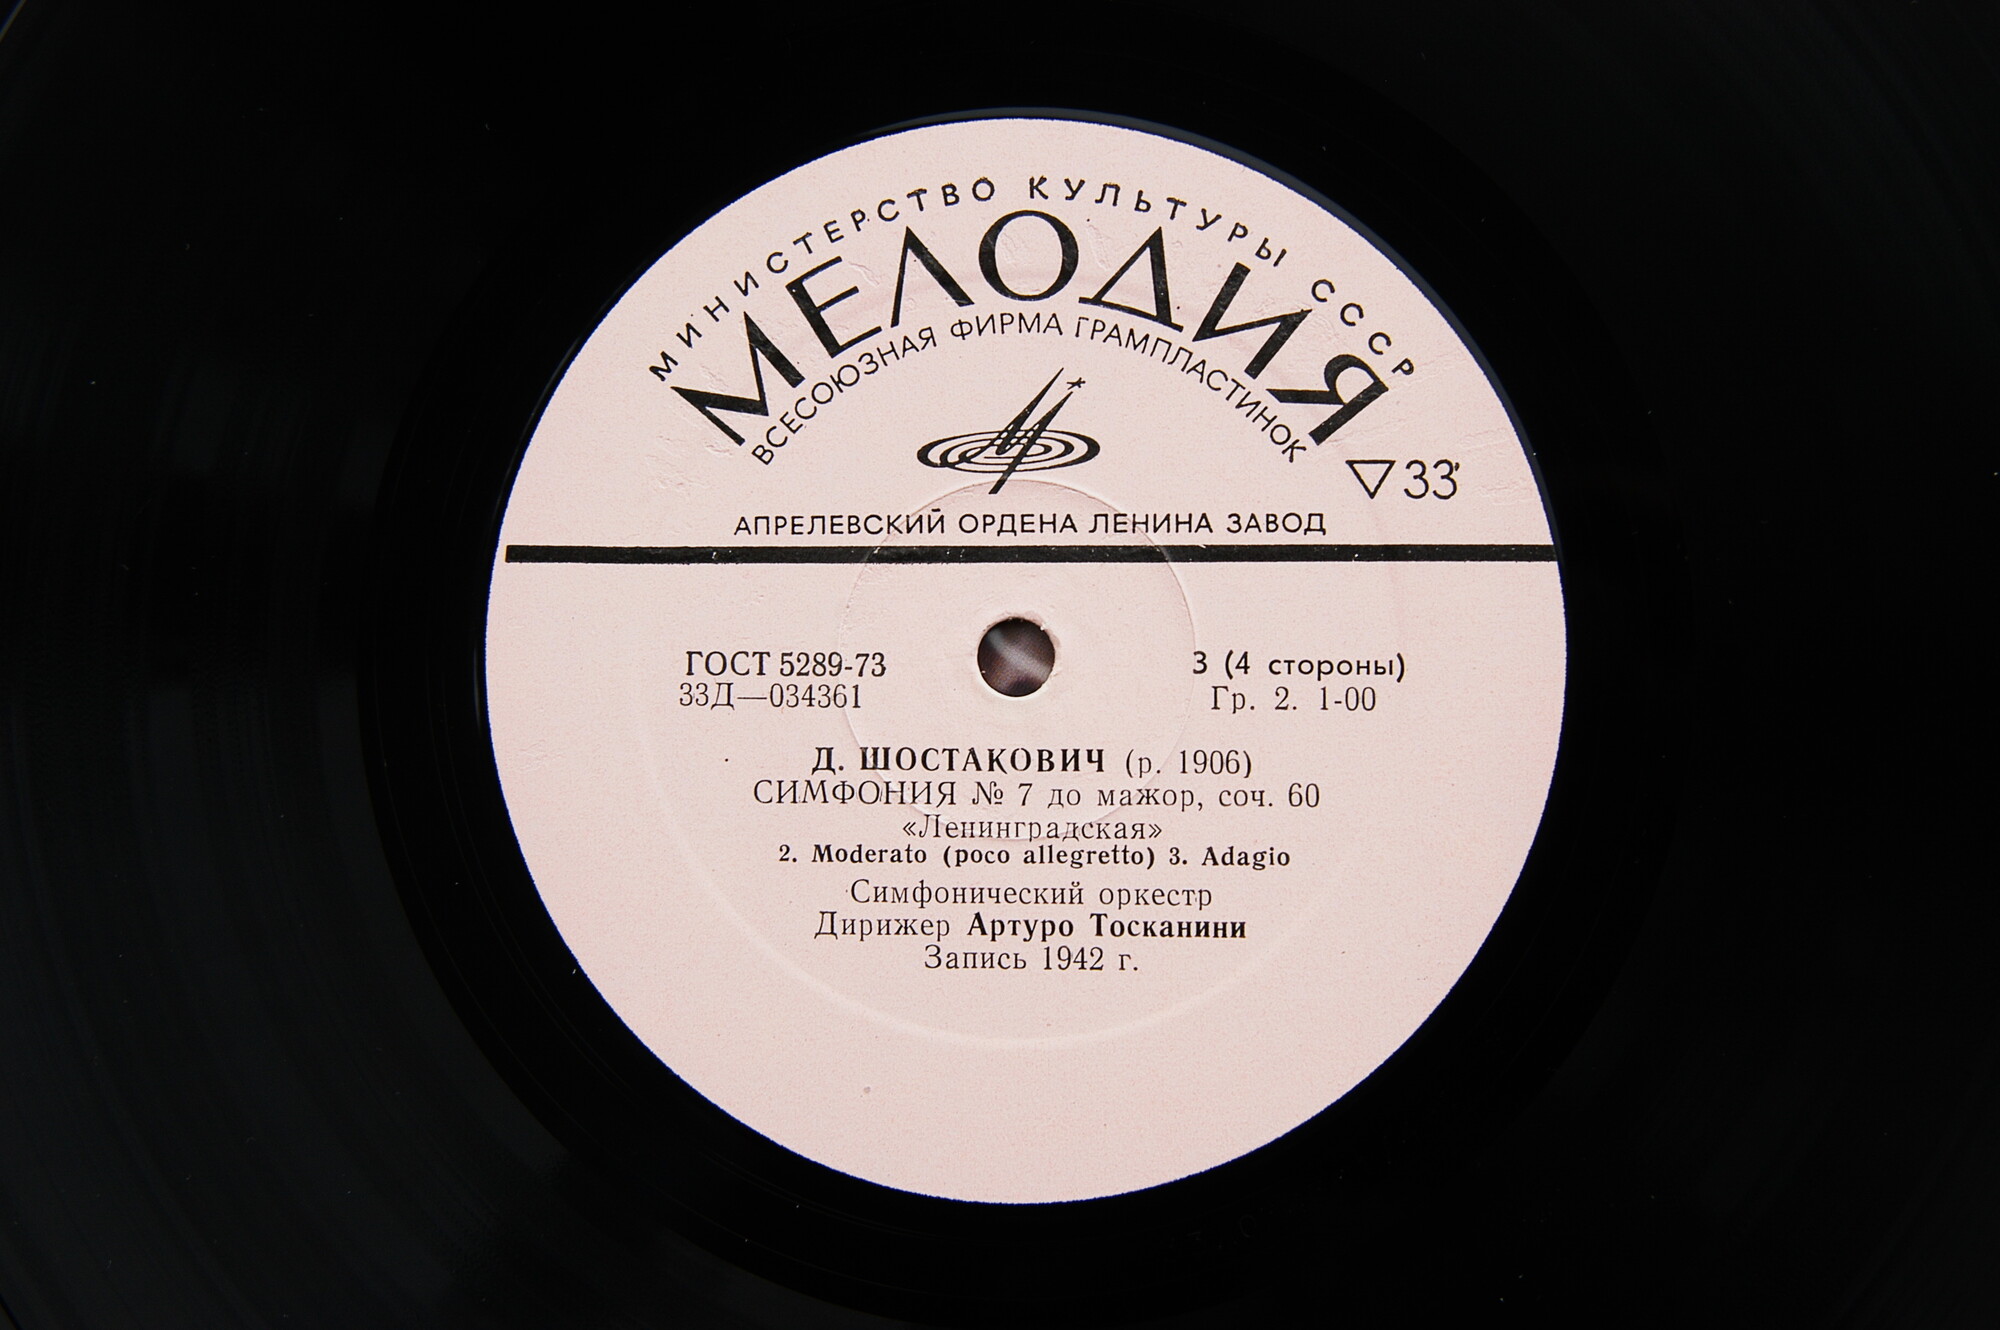 МИНИСТЕРСТВО КУЛЬТУРЫ СССР
МЕЛОДИЯ
ВСЕСОЮЗНАЯ ФИРМА ГРАМПЛАСТИНОК
33
АПРЕЛЕВСКИЙ ОРДЕНА ЛЕНИНА ЗАВОД
ГОСТ 5289-73
33Д—034361
3 (4 стороны)
Гр. 2. 1-00
Д. ШОСТАКОВИЧ (р. 1906)
СИМФОНИЯ № 7 до мажор, соч. 60
«Ленинградская»
2. Moderato (poco allegretto) 3. Adagio
Симфонический оркестр
Дирижер Артуро Тосканини
Запись 1942 г.